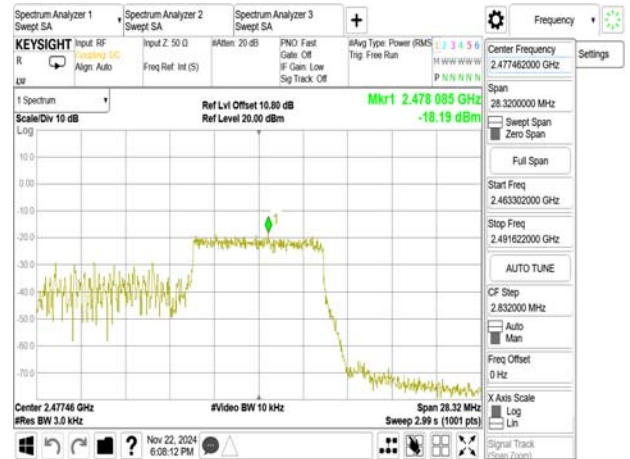 Spectrum Analyzer 1
Swept SA
Spectrum Analyzer 2
Swept SA
Spectrum Analyzer 3
Swept SA
+
Frequency
KEYSIGHT
R
LVI
Input: RF
Coupling: DC
Align: Auto
Input Z: 50 Ω
Freq Ref: Int (S)
#Atten: 20 dB
PNO: Fast
Gate: Off
IF Gain: Low
Sig Track: Off
#Avg Type: Power (RMS
Trig: Free Run
1 2 3 4 5 6
M W W W W W
P N N N N N
Center Frequency
2.477462000 GHz
Settings
Span
28.3200000 MHz
Swept Span
Zero Span
Full Span
Start Freq
2.463302000 GHz
Stop Freq
2.491622000 GHz
AUTO TUNE
CF Step
2.832000 MHz
Auto
Man
Freq Offset
0 Hz
X Axis Scale
Log
Lin
Signal Track
(Span Zoom)
1 Spectrum
Scale/Div 10 dB
Log
Ref Lvl Offset 10.80 dB
Ref Level 20.00 dBm
Mkr1 2.478 085 GHz
-18.19 dBm
10.0
0.00
-10.0
-20.0
-30.0
-40.0
-50.0
-60.0
-70.0
1
Center 2.47746 GHz
#Res BW 3.0 kHz
#Video BW 10 kHz
Span 28.32 MHz
Sweep 2.99 s (1001 pts)
?
Nov 22, 2024
6:08:12 PM